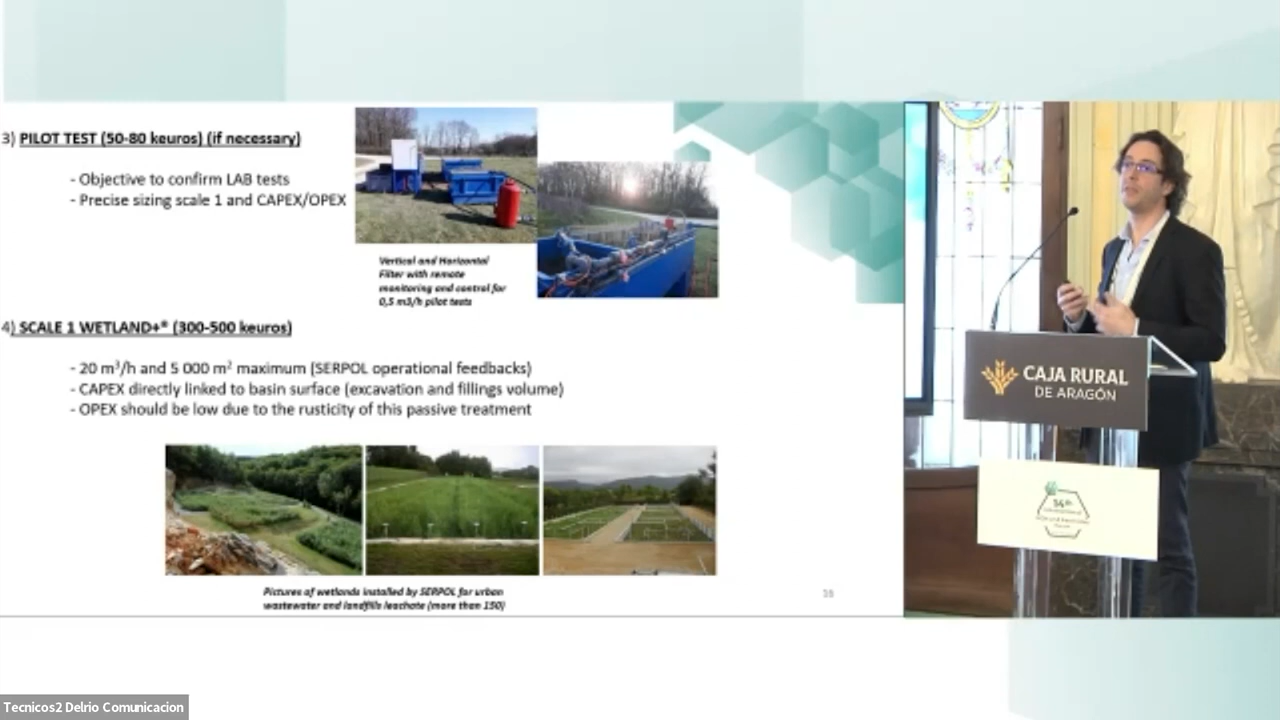 3) PILOT TEST (50-80 keuros) (if necessary)
- Objective to confirm LAB tests
- Precise sizing scale 1 and CAPEX/OPEX
Vertical and Horizontal
Filter with remote
monitoring and control for
0,5 m3/h pilot tests
4) SCALE 1 WETLAND+® (300-500 keuros)
- 20 m³/h and 5 000 m² maximum (SERPOL operational feedbacks)
- CAPEX directly linked to basin surface (excavation and fillings volume)
- OPEX should be low due to the rusticity of this passive treatment
Pictures of wetlands installed by SERPOL for urban
wastewater and landfills leachate (more than 150)
CAJA RURAL
DE ARAGÓN
14th
Tecnicos2 Delrio Comunicacion